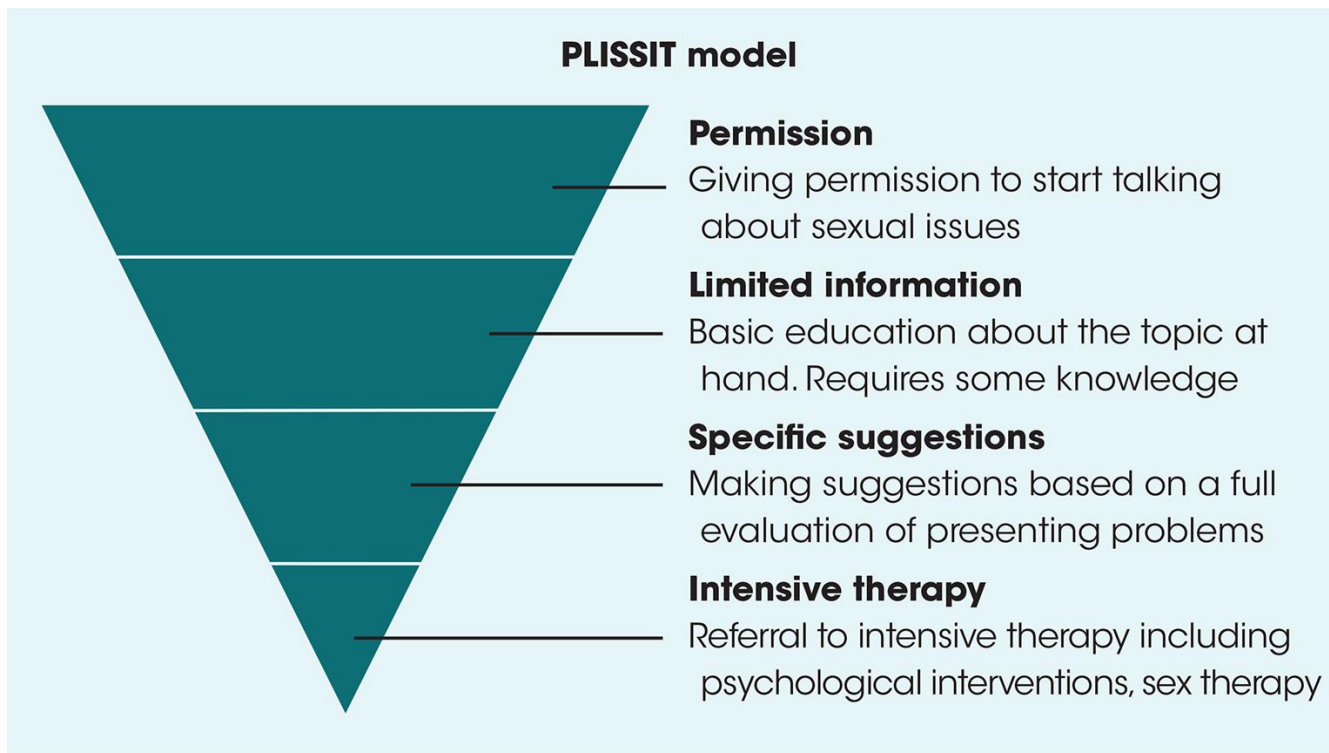 PLISSIT model
Permission
Giving permission to start talking
about sexual issues
Limited information
Basic education about the topic at
hand. Requires some knowledge
Specific suggestions
Making suggestions based on a full
evaluation of presenting problems
Intensive therapy
Referral to intensive therapy including
psychological interventions, sex therapy